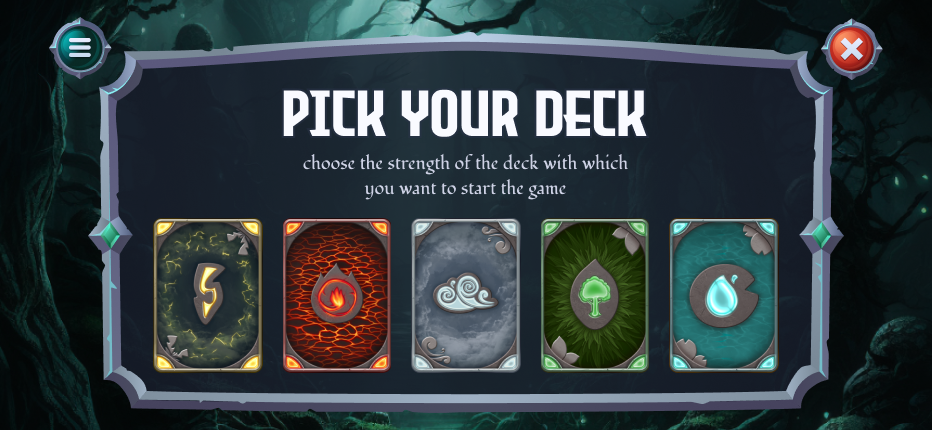 PICK YOUR DECK
choose the strength of the deck with which
you want to start the game